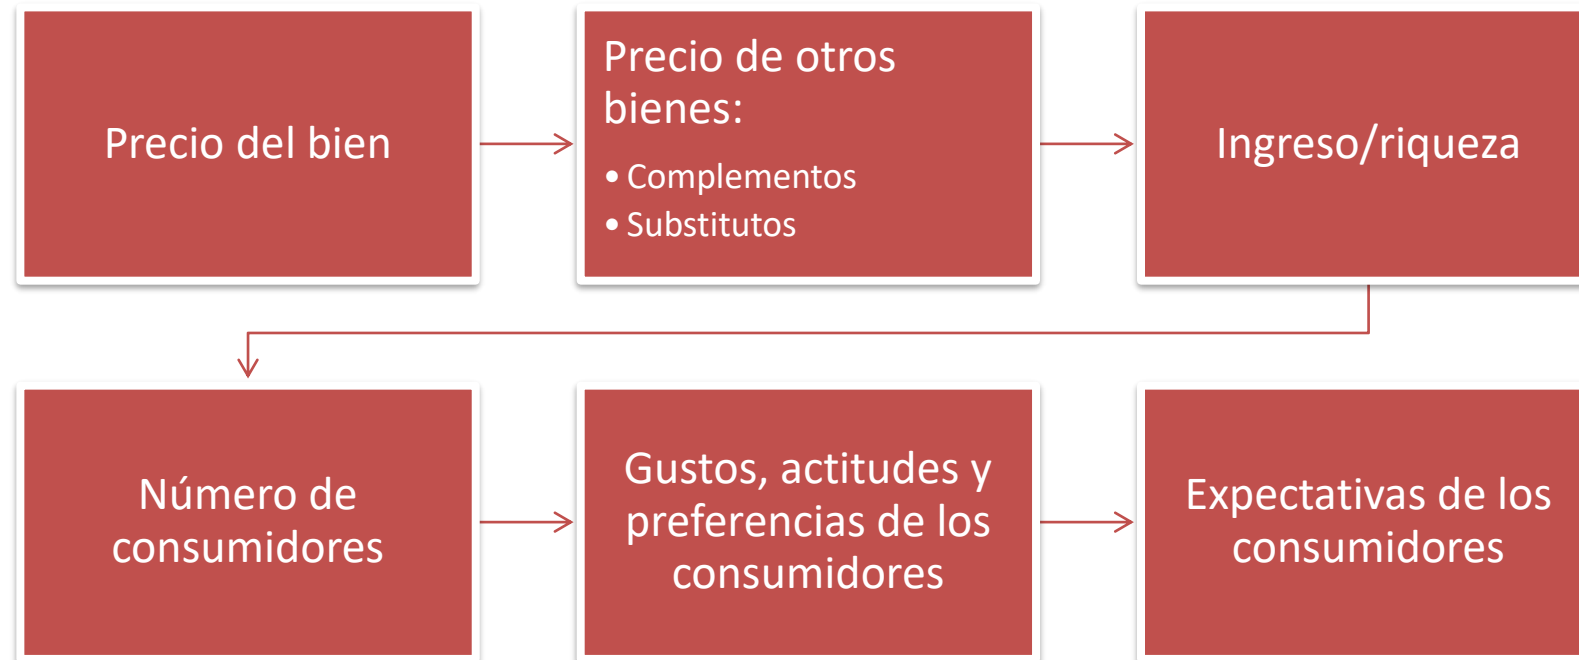 Precio del bien
Precio de otros
bienes:
• Complementos
• Substitutos
Ingreso/riqueza
Número de
consumidores
Gustos, actitudes y
preferencias de los
consumidores
Expectativas de los
consumidores